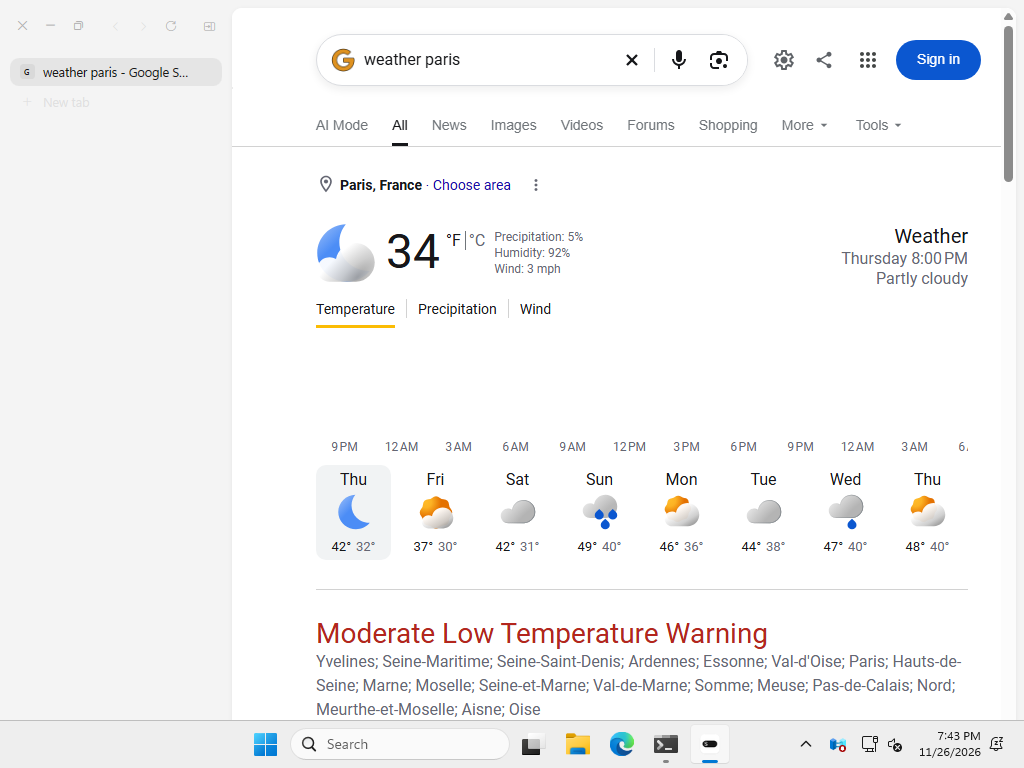 weather paris
Sign in
G weather paris - Google S...
+ New tab
AI Mode All News Images Videos Forums Shopping More Tools
Paris, France · Choose area
34 °F | °C
Precipitation: 5%
Humidity: 92%
Wind: 3 mph
Weather
Thursday 8:00 PM
Partly cloudy
Temperature Precipitation Wind
9 PM 12 AM 3 AM 6 AM 9 AM 12 PM 3 PM 6 PM 9 PM 12 AM 3 AM 6
Thu Fri Sat Sun Mon Tue Wed Thu
42° 32° 37° 30° 42° 31° 49° 40° 46° 36° 44° 38° 47° 40° 48° 40°
Moderate Low Temperature Warning
Yvelines; Seine-Maritime; Seine-Saint-Denis; Ardennes; Essonne; Val-d'Oise; Paris; Hauts-de-
Seine; Marne; Moselle; Seine-et-Marne; Val-de-Marne; Somme; Meuse; Pas-de-Calais; Nord;
Meurthe-et-Moselle; Aisne; Oise
Search
7:43 PM
11/26/2026